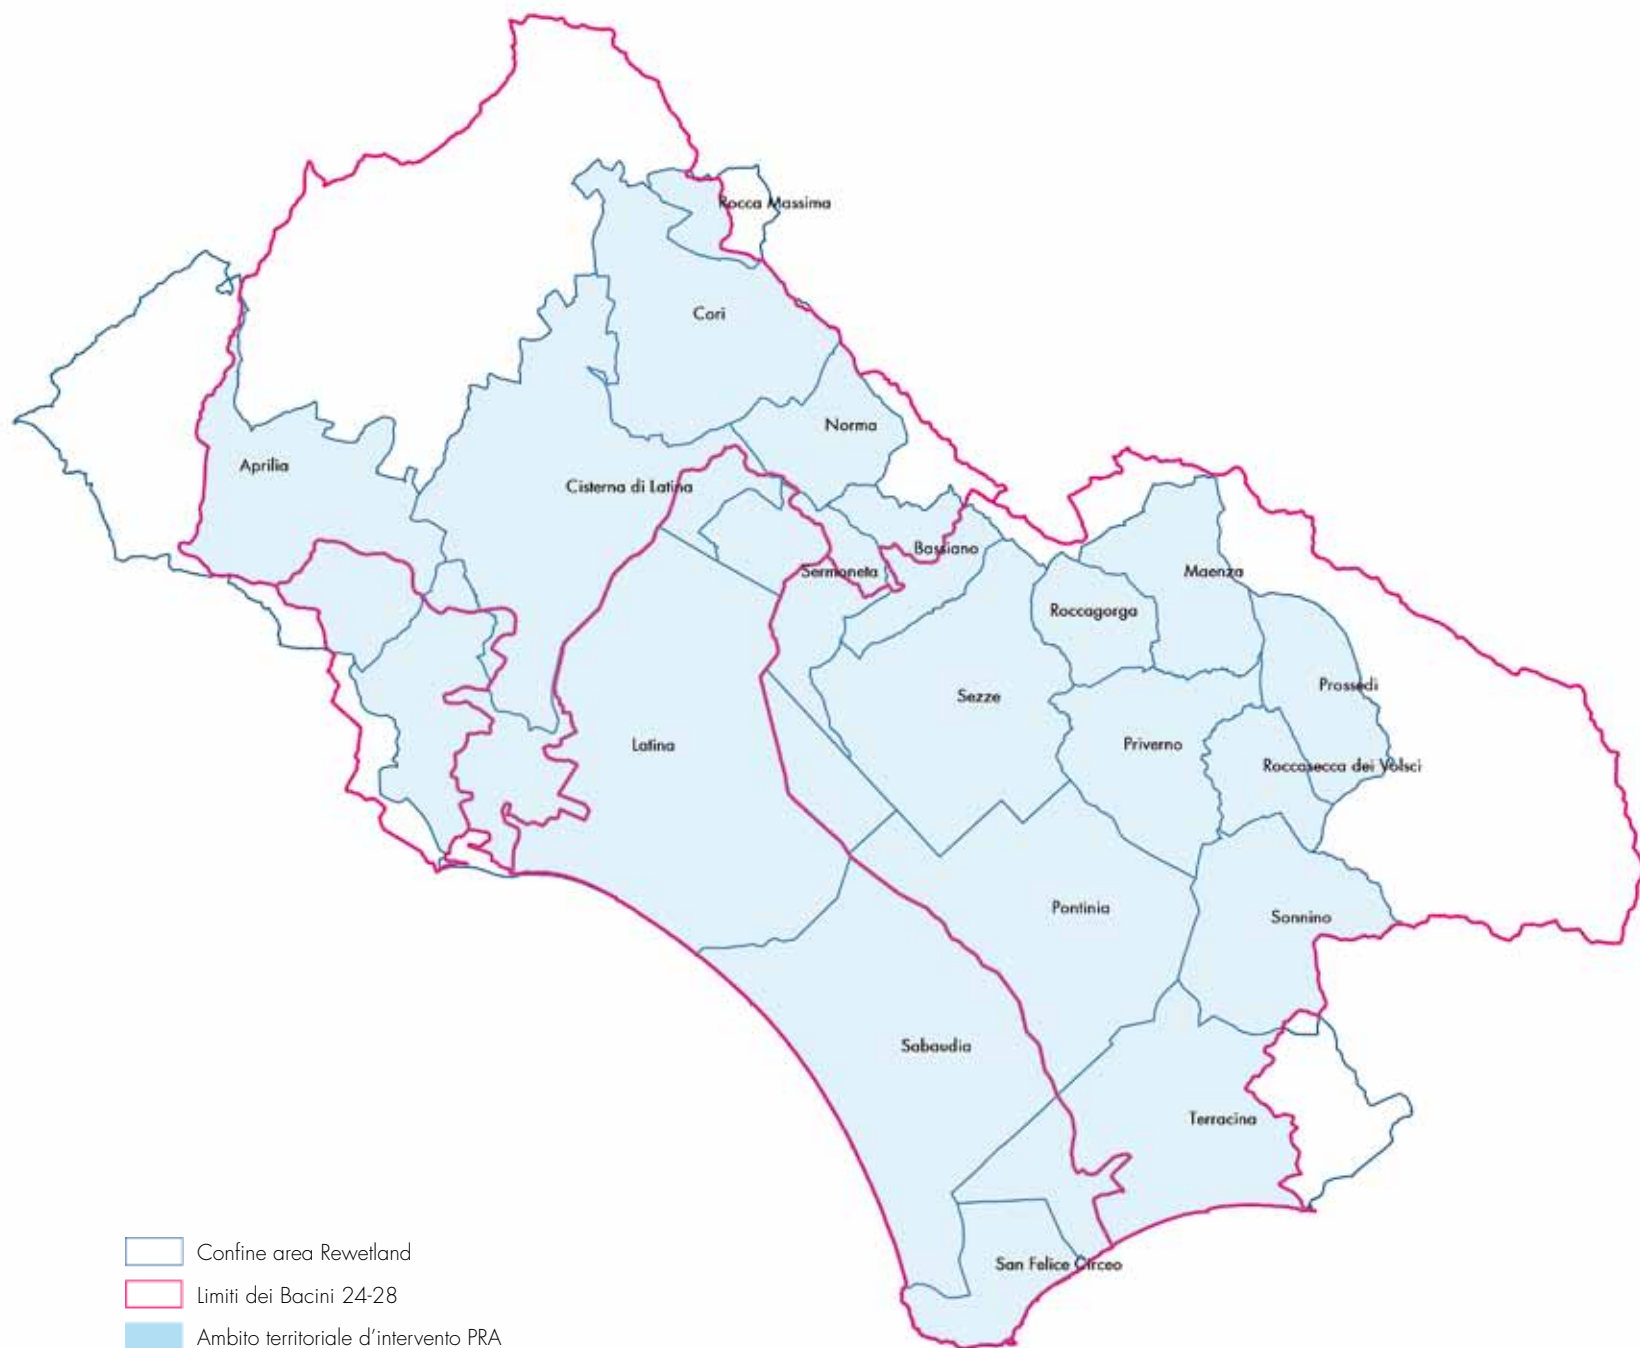 Rocca Massima
Cori
Norma
Aprilia
Cisterna di Latina
Bassiano
Sermoneta
Maenza
Roccagorga
Prossedi
Sezze
Priverno
Latina
Roccasecca dei Volsci
Pontinia
Sonnino
Sabaudia
Terracina
San Felice Circeo
Confine area Rewetland
Limiti dei Bacini 24-28
Ambito territoriale d'intervento PRA